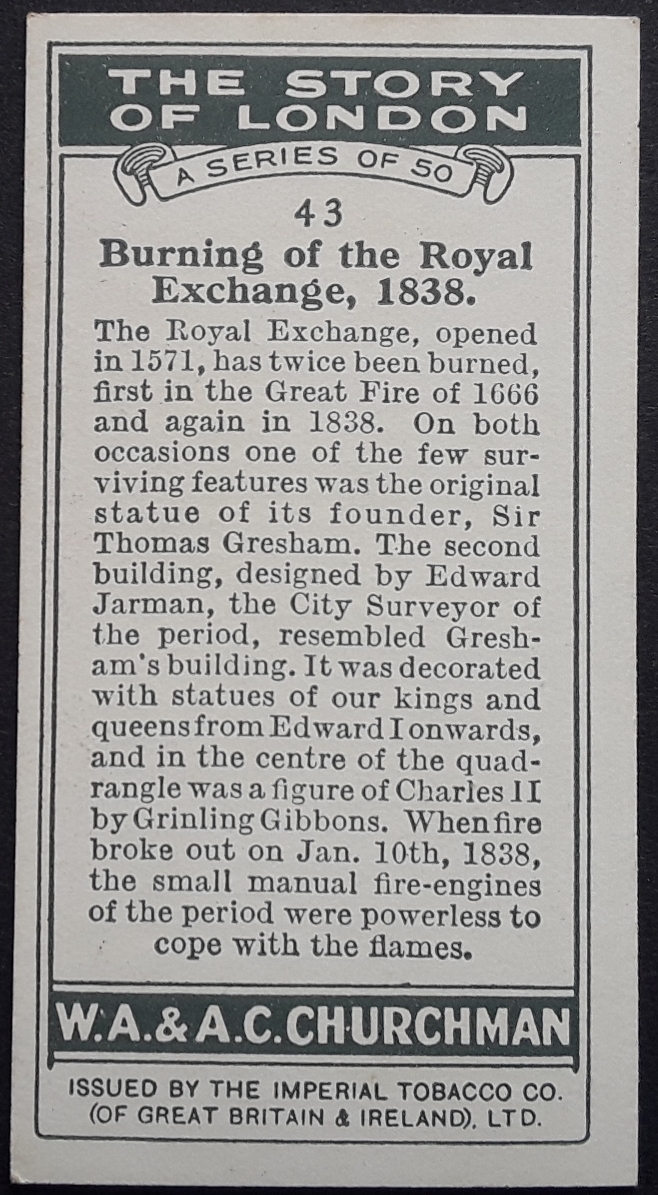 THE STORY
OF LONDON
A SERIES OF 50
43
Burning of the Royal
Exchange, 1838.
The Royal Exchange, opened
in 1571, has twice been burned,
first in the Great Fire of 1666
and again in 1838. On both
occasions one of the few sur-
viving features was the original
statue of its founder, Sir
Thomas Gresham. The second
building, designed by Edward
Jarman, the City Surveyor of
the period, resembled Gresh-
am's building. It was decorated
with statues of our kings and
queens from Edward I onwards,
and in the centre of the quad-
rangle was a figure of Charles II
by Grinling Gibbons. When fire
broke out on Jan. 10th, 1838,
the small manual fire-engines
of the period were powerless to
cope with the flames.
W.A. & A.C. CHURCHMAN
ISSUED BY THE IMPERIAL TOBACCO CO.
(OF GREAT BRITAIN & IRELAND), LTD.